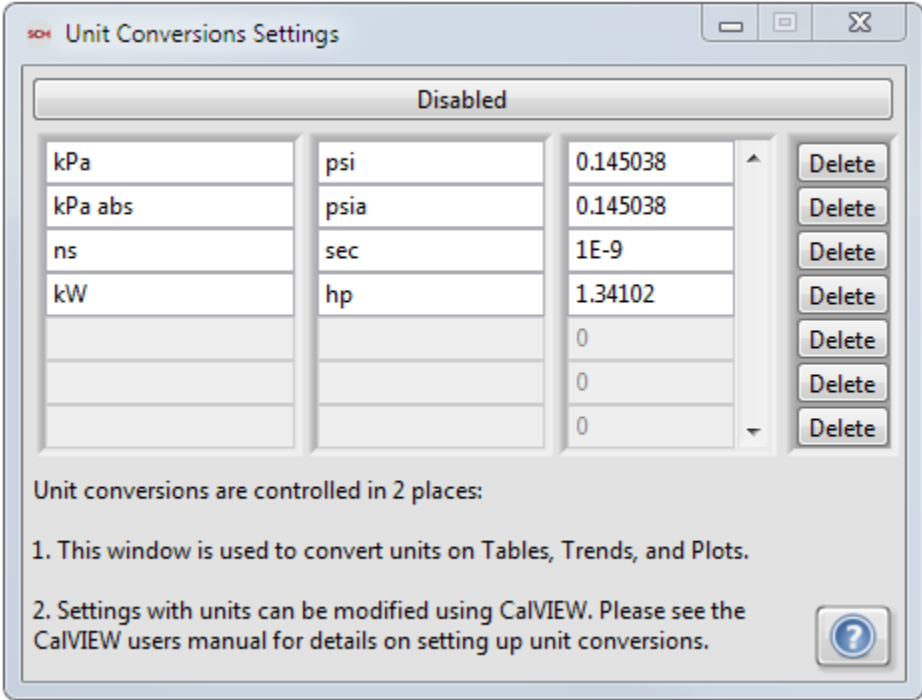 SCM Unit Conversions Settings
Disabled
kPa psi 0.145038 Delete
kPa abs psia 0.145038 Delete
ns sec 1E-9 Delete
kW hp 1.34102 Delete
0 Delete
0 Delete
0 Delete
Unit conversions are controlled in 2 places:
1. This window is used to convert units on Tables, Trends, and Plots.
2. Settings with units can be modified using CalVIEW. Please see the
CalVIEW users manual for details on setting up unit conversions.
?